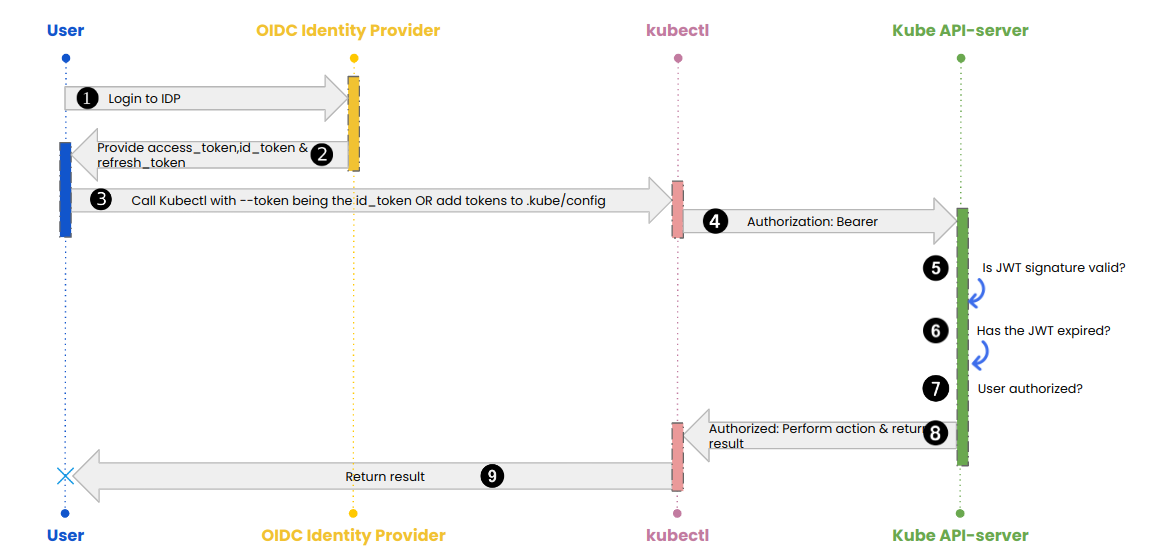 User
OIDC Identity Provider
kubectl
Kube API-server
1 Login to IDP
Provide access_token,id_token &
refresh_token
2
3 Call Kubectl with --token being the id_token OR add tokens to .kube/config
4 Authorization: Bearer
5 Is JWT signature valid?
6 Has the JWT expired?
7 User authorized?
Authorized: Perform action & return
result
8
Return result 9
User
OIDC Identity Provider
kubectl
Kube API-server